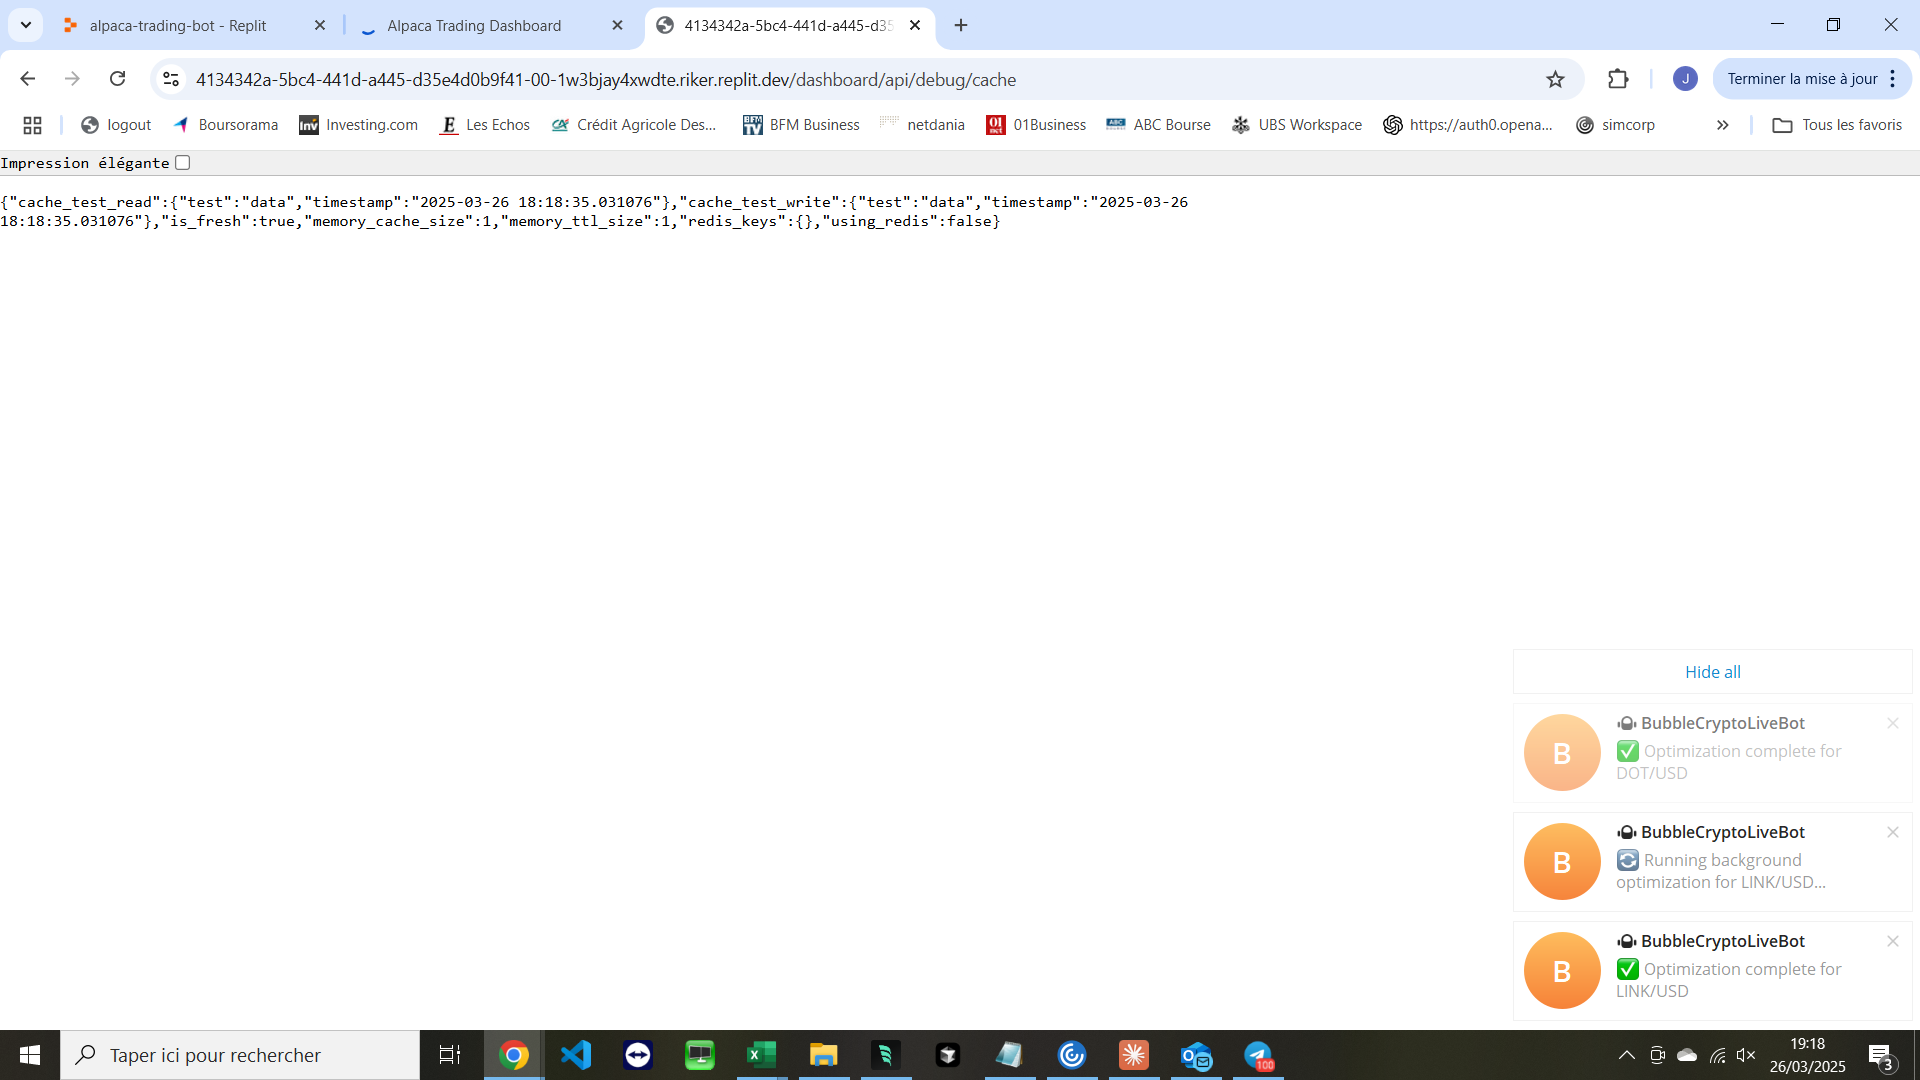 alpaca-trading-bot - Replit
Alpaca Trading Dashboard
4134342a-5bc4-441d-a445-d35
4134342a-5bc4-441d-a445-d35e4d0b9f41-00-1w3bjay4xwdte.riker.replit.dev/dashboard/api/debug/cache
J
Terminer la mise à jour
logout
Boursorama
Investing.com
Les Echos
Crédit Agricole Des...
BFM Business
netdania
01Business
ABC Bourse
UBS Workspace
https://auth0.opena...
simcorp
Tous les favoris
Impression élégante
{"cache_test_read":{"test":"data","timestamp":"2025-03-26 18:18:35.031076"},"cache_test_write":{"test":"data","timestamp":"2025-03-26
18:18:35.031076"},"is_fresh":true,"memory_cache_size":1,"memory_ttl_size":1,"redis_keys":{},"using_redis":false}
Hide all
B
BubbleCryptoLiveBot
✅ Optimization complete for
DOT/USD
B
BubbleCryptoLiveBot
🔄 Running background
optimization for LINK/USD...
B
BubbleCryptoLiveBot
✅ Optimization complete for
LINK/USD
Taper ici pour rechercher
100
19:18
26/03/2025
3